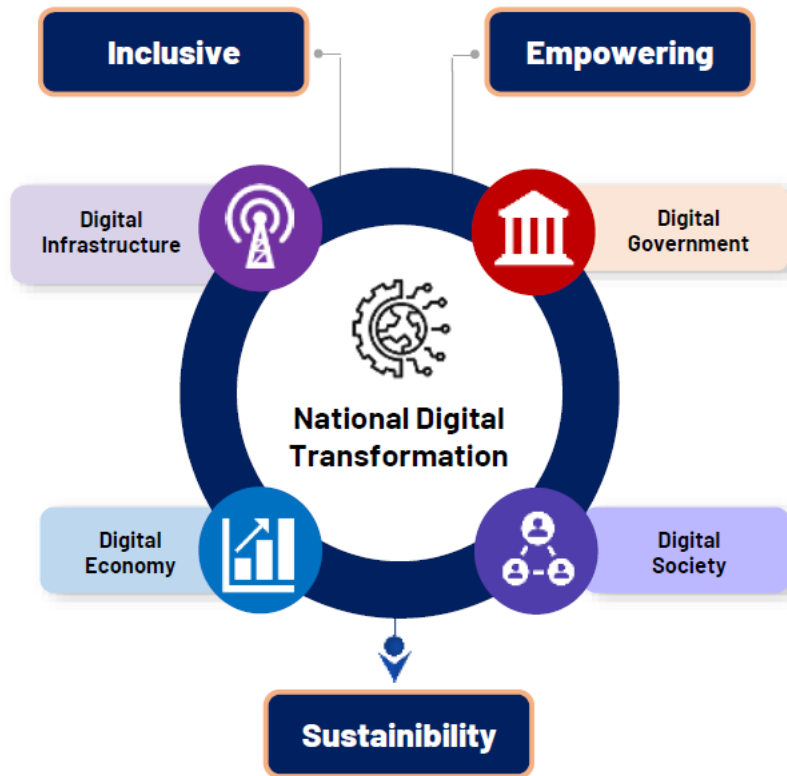 Inclusive
Empowering
Digital
Infrastructure
Digital
Government
National Digital
Transformation
Digital
Economy
Digital
Society
Sustainibility